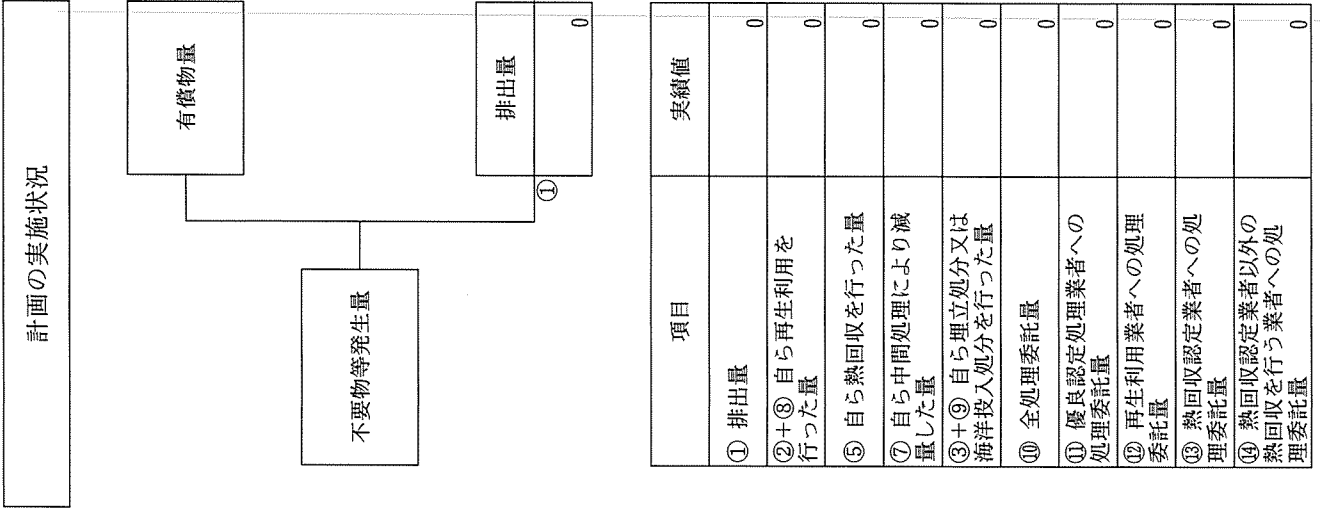 計画の実施状況
有償物量
不要物等発生量
排出量
①
0
項目
実績値
① 排出量
0
②+⑧ 自ら再生利用を
行った量
0
⑤ 自ら熱回収を行った量
0
⑦ 自ら中間処理により減
量した量
0
③+⑨ 自ら埋立処分又は
海洋投入処分を行った量
0
⑩ 全処理委託量
0
⑪ 優良認定処理業者への
処理委託量
0
⑫ 再生利用業者への処理
委託量
0
⑬ 熱回収認定業者への処
理委託量
0
⑭ 熱回収認定業者以外の
熱回収を行う業者への処
理委託量
0